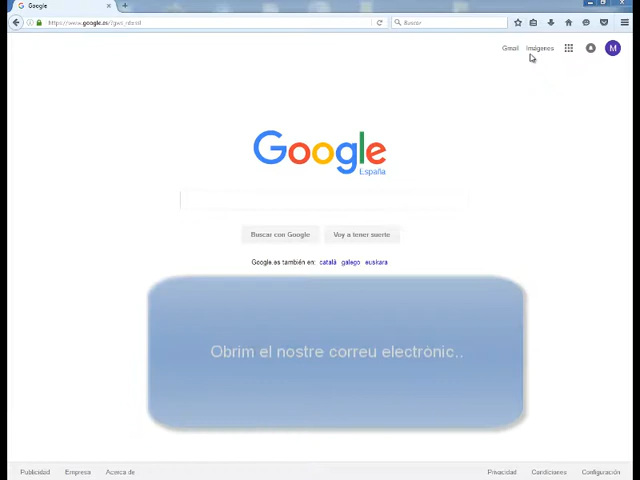 Google
https://www.google.es/?gws_rd=ssl
Buscar
Gmail
Imágenes
M
Google
España
Buscar con Google
Voy a tener suerte
Google.es también en: català galego euskara
Obrim el nostre correu electrònic..
Publicidad
Empresa
Acerca de
Privacidad
Condiciones
Configuración